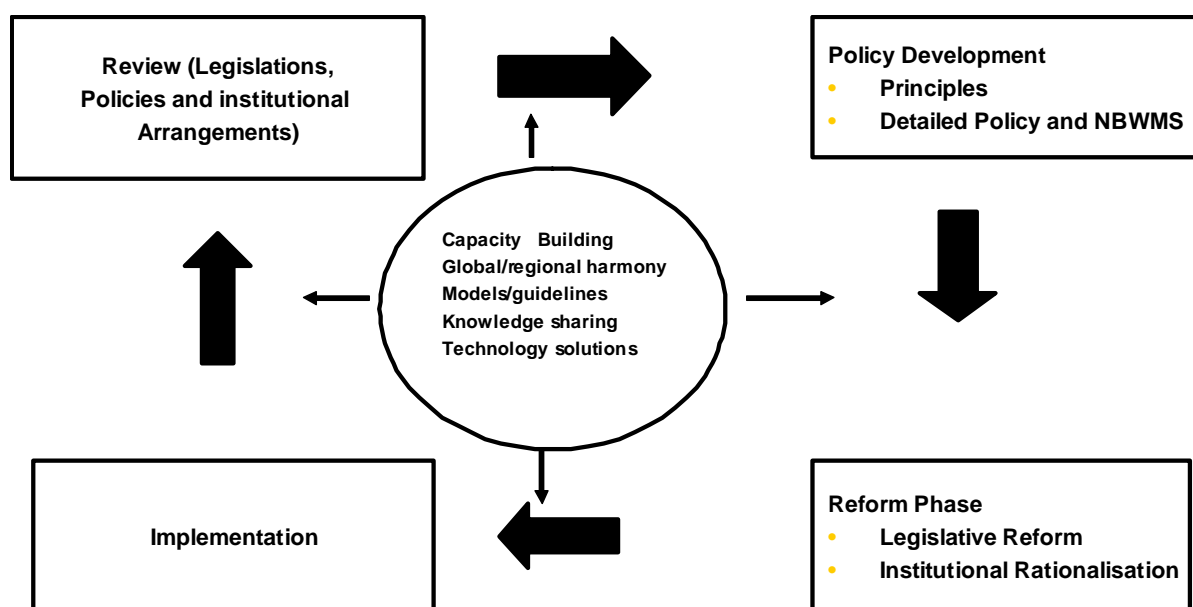 Review (Legislations,
Policies and institutional
Arrangements)
Policy Development
• Principles
• Detailed Policy and NBWMS
Capacity Building
Global/regional harmony
Models/guidelines
Knowledge sharing
Technology solutions
Implementation
Reform Phase
• Legislative Reform
• Institutional Rationalisation